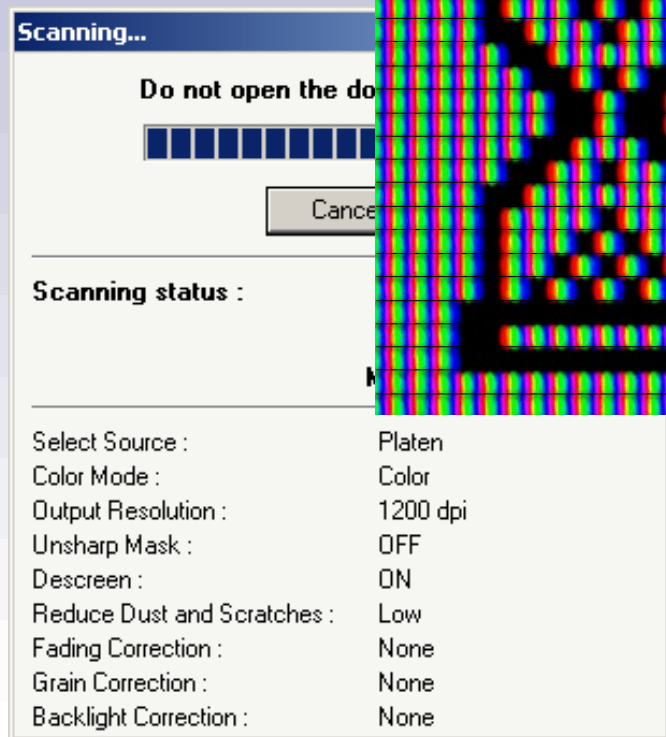 Scanning...
Do not open the do
Cance
Scanning status :
Select Source : Platen
Color Mode : Color
Output Resolution : 1200 dpi
Unsharp Mask : OFF
Descreen : ON
Reduce Dust and Scratches : Low
Fading Correction : None
Grain Correction : None
Backlight Correction : None